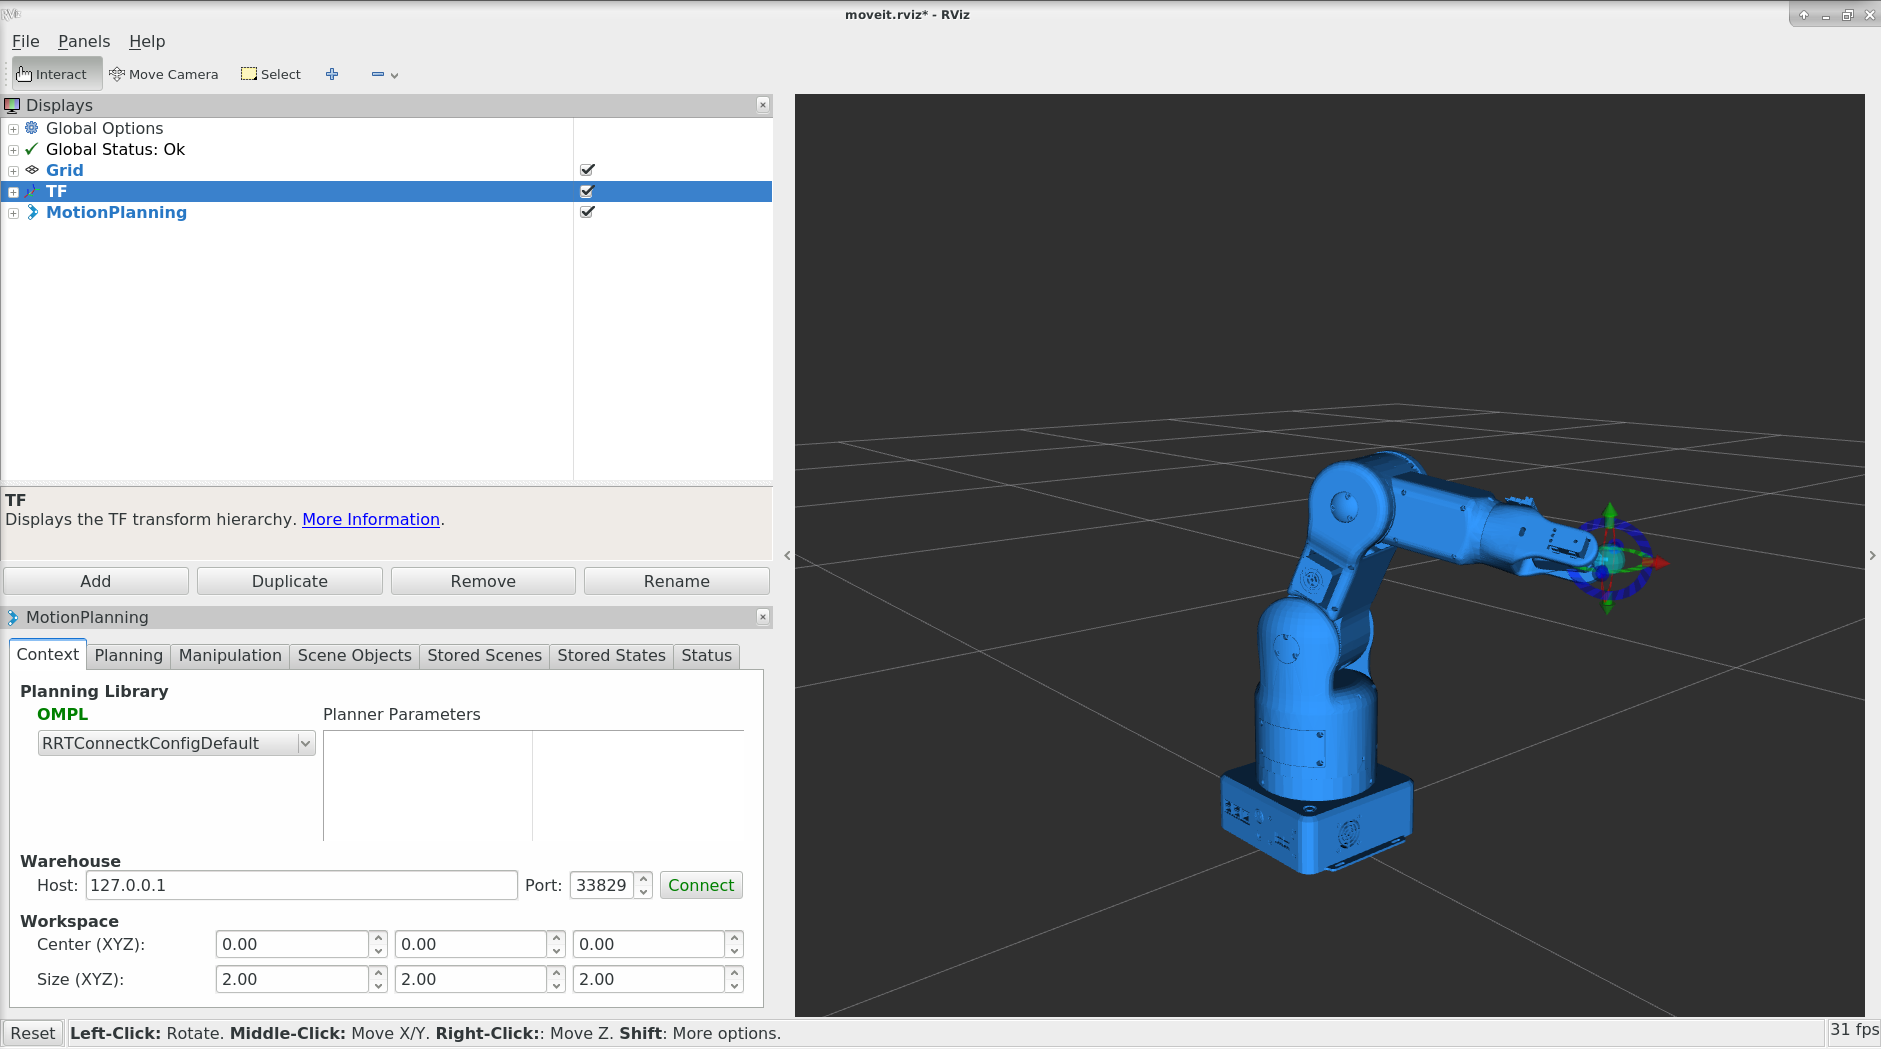 moveit.rviz* - RViz
File Panels Help
Interact Move Camera Select
Displays
Global Options
Global Status: Ok
Grid
TF
MotionPlanning
TF
Displays the TF transform hierarchy. More Information.
Add Duplicate Remove Rename
MotionPlanning
Context Planning Manipulation Scene Objects Stored Scenes Stored States Status
Planning Library
OMPL Planner Parameters
RRTConnectkConfigDefault
Warehouse
Host: 127.0.0.1 Port: 33829 Connect
Workspace
Center (XYZ): 0.00 0.00 0.00
Size (XYZ): 2.00 2.00 2.00
Reset Left-Click: Rotate. Middle-Click: Move X/Y. Right-Click:: Move Z. Shift: More options. 31 fps